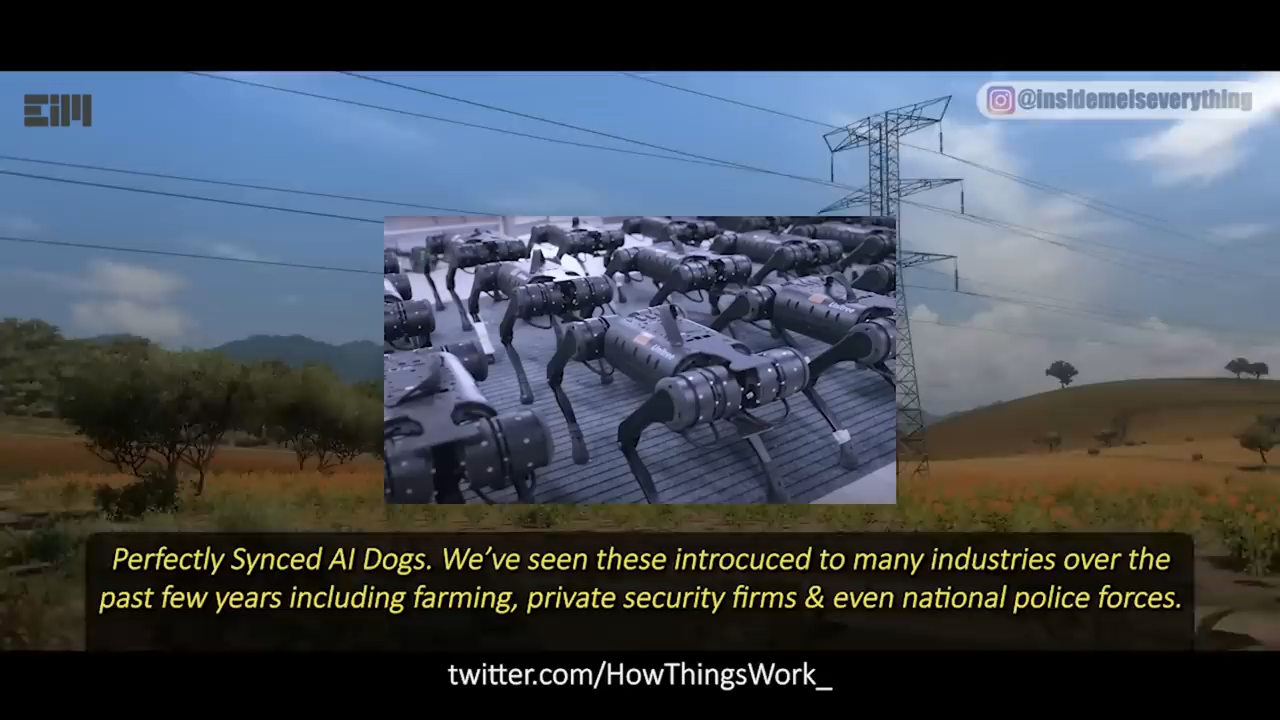 EiM
@insidemeiseverything
Perfectly Synced AI Dogs. We’ve seen these introcuced to many industries over the
past few years including farming, private security firms & even national police forces.
twitter.com/HowThingsWork_